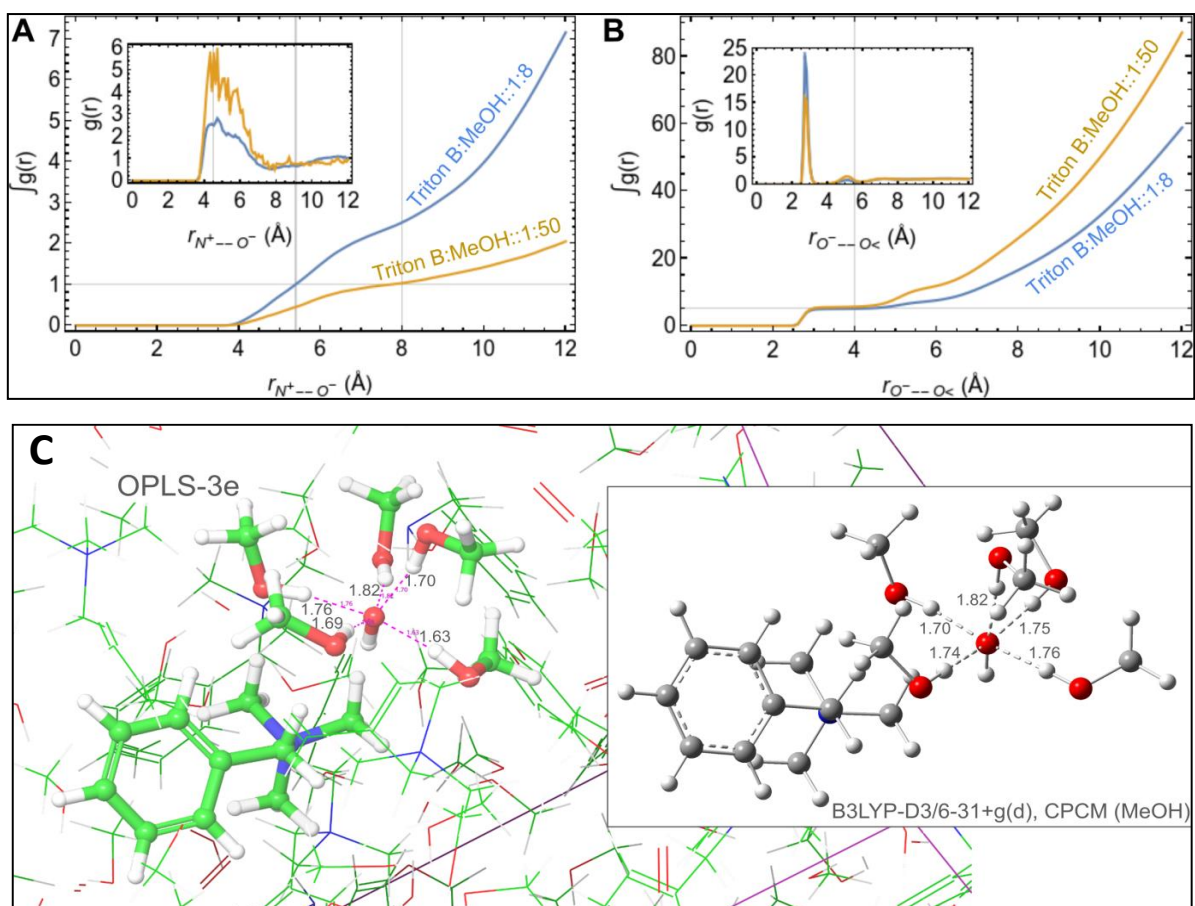 A
7
6
5
4
3
2
1
0
∫g(r)
0 2 4 6 8 10 12
r_N⁺-- O⁻ (Å)
Triton B:MeOH::1:8
Triton B:MeOH::1:50
6
5
4
3
2
1
0
g(r)
0 2 4 6 8 10 12
r_N⁺-- O⁻ (Å)
B
80
60
40
20
0
∫g(r)
0 2 4 6 8 10 12
r_O⁻-- O< (Å)
Triton B:MeOH::1:50
Triton B:MeOH::1:8
25
20
15
10
5
0
g(r)
0 2 4 6 8 10 12
r_O⁻-- O< (Å)
C
OPLS-3e
1.82
1.70
1.76
1.76
1.69
1.63
1.82
1.70
1.75
1.74
1.76
B3LYP-D3/6-31+g(d), CPCM (MeOH)